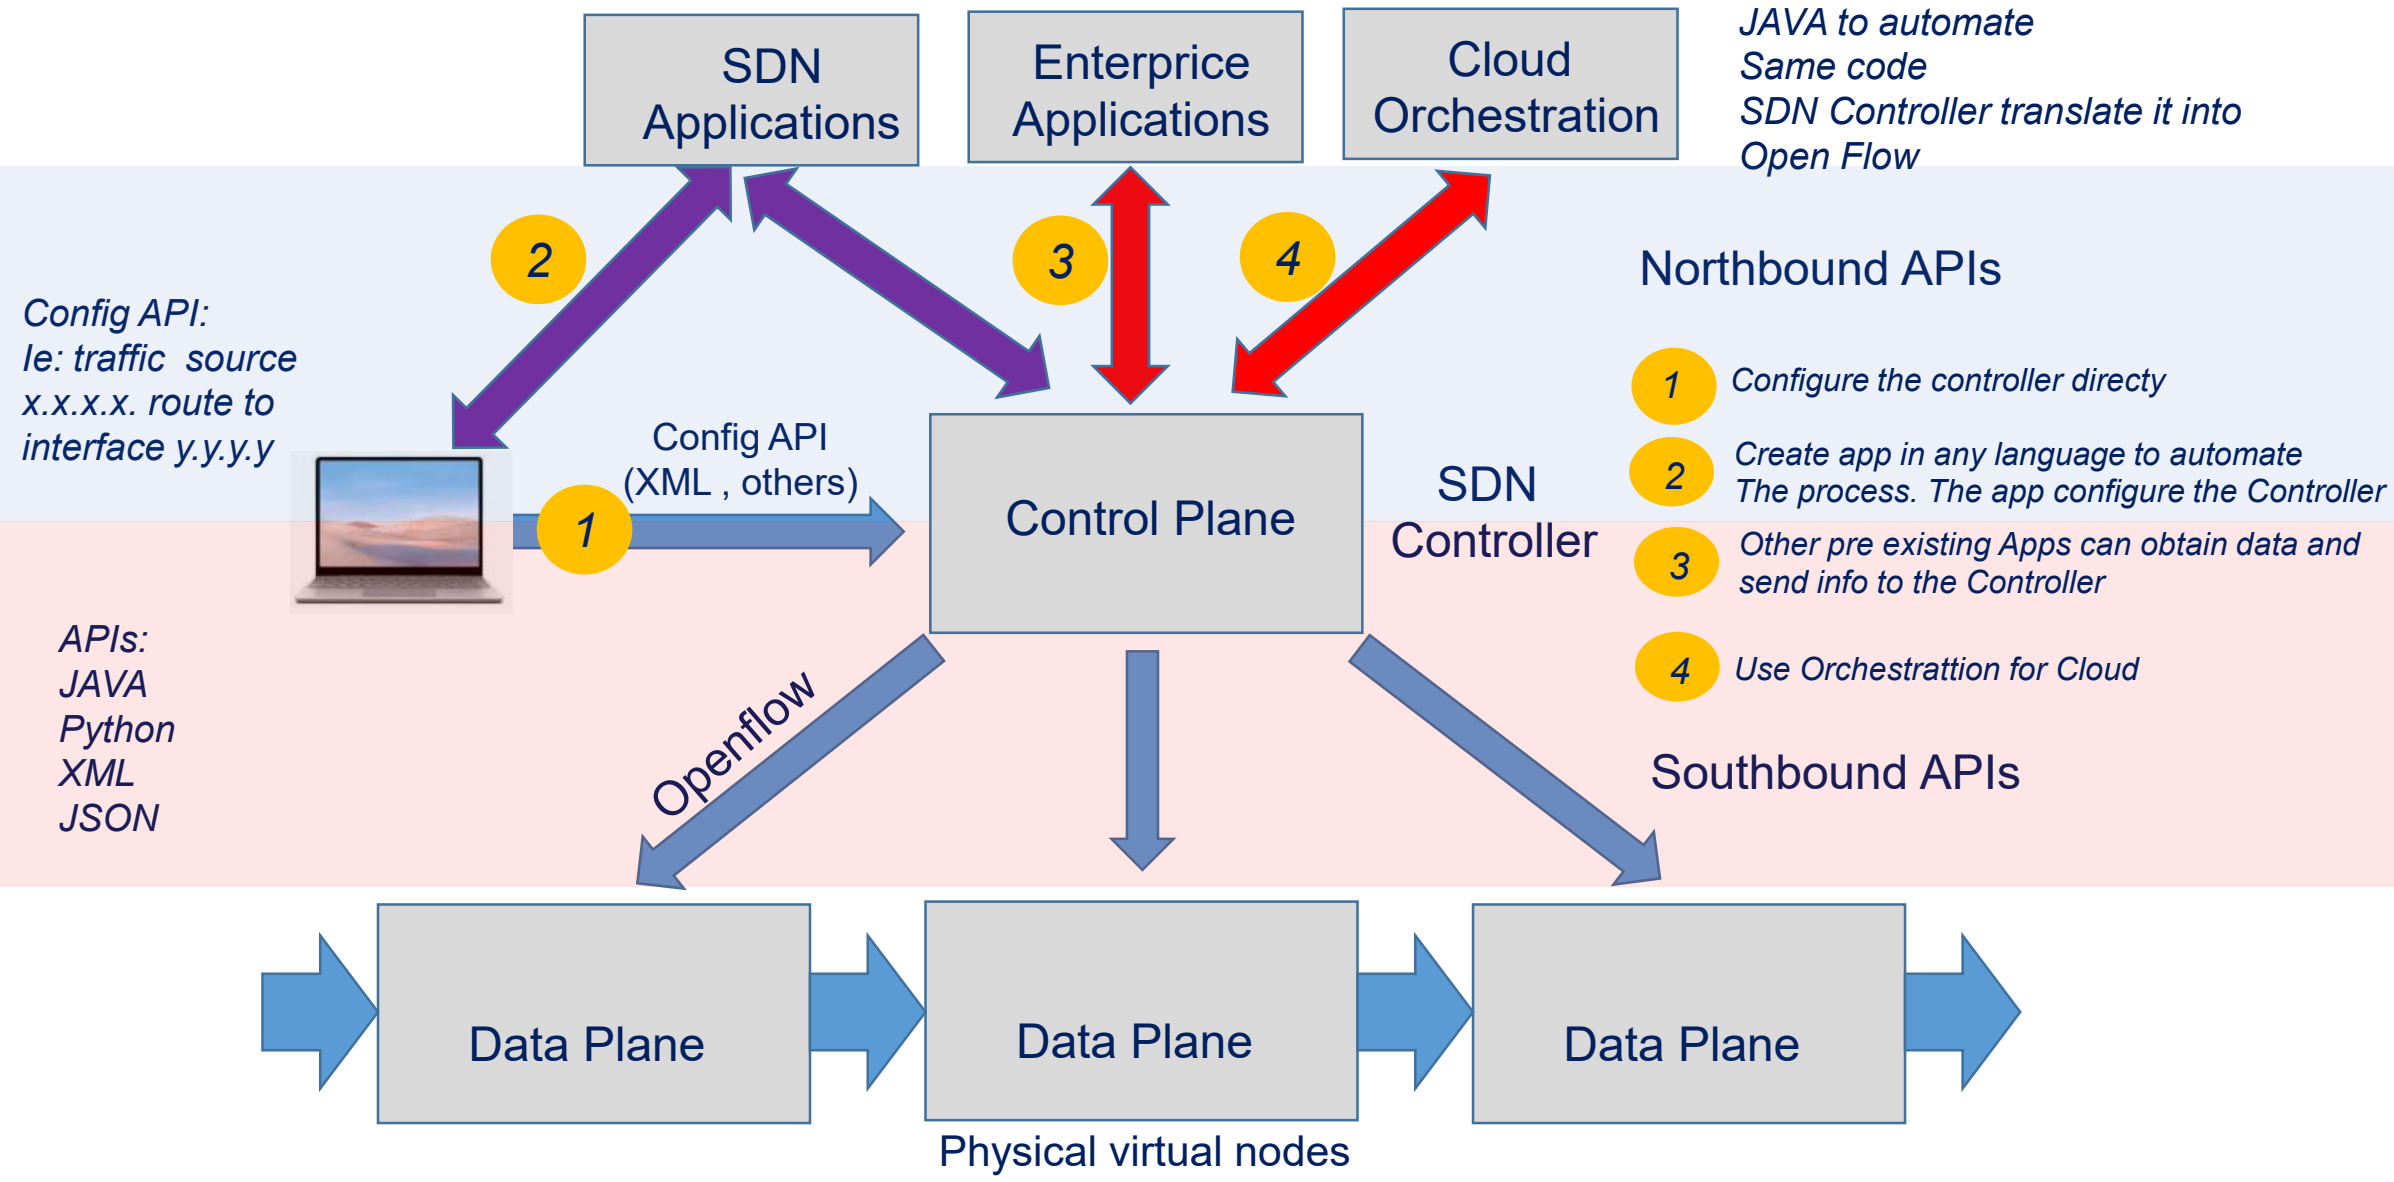 SDN
Applications
Enterprice
Applications
Cloud
Orchestration
JAVA to automate
Same code
SDN Controller translate it into
Open Flow
2
3
4
Northbound APIs
Config API:
Ie: traffic source
x.x.x.x. route to
interface y.y.y.y
Config API
(XML , others)
1
Control Plane
SDN
Controller
1
Configure the controller directy
2
Create app in any language to automate
The process. The app configure the Controller
3
Other pre existing Apps can obtain data and
send info to the Controller
4
Use Orchestrattion for Cloud
APIs:
JAVA
Python
XML
JSON
Openflow
Southbound APIs
Data Plane
Data Plane
Data Plane
Physical virtual nodes